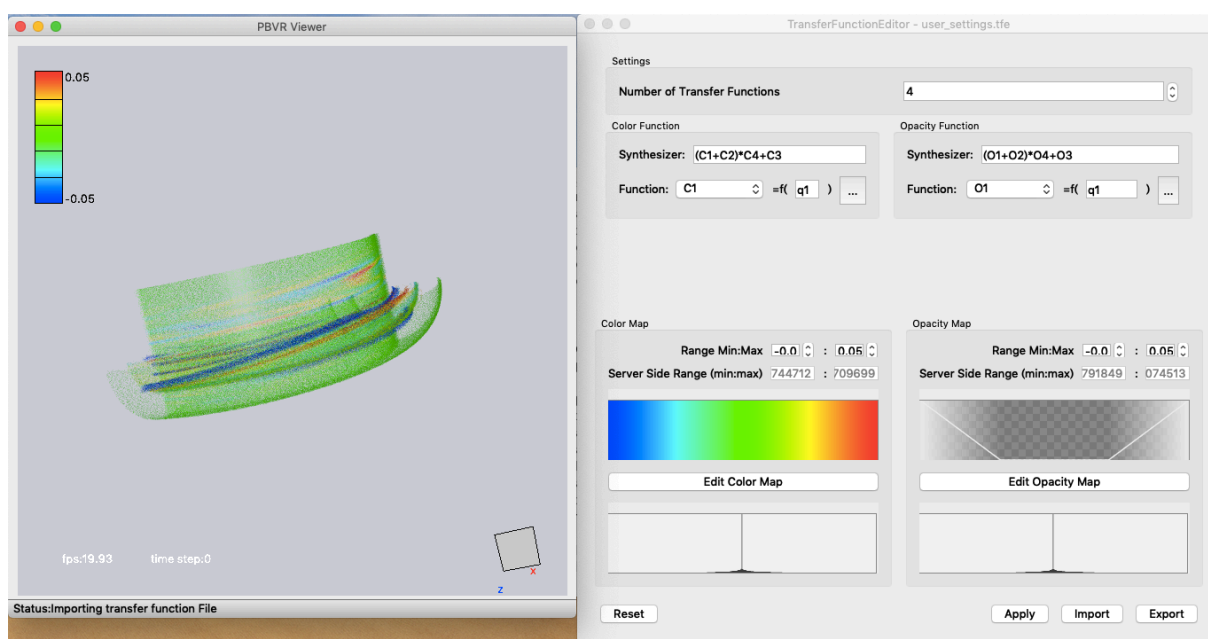 PBVR Viewer
0.05
-0.05
fps:19.93 time step:0
x
z
Status:Importing transfer function File
TransferFunctionEditor - user_settings.tfe
Settings
Number of Transfer Functions 4
Color Function
Synthesizer: (C1+C2)*C4+C3
Function: C1 =f( q1 ) ...
Opacity Function
Synthesizer: (O1+O2)*O4+O3
Function: O1 =f( q1 ) ...
Color Map
Range Min:Max -0.0 : 0.05
Server Side Range (min:max) 744712 : 709699
Edit Color Map
Opacity Map
Range Min:Max -0.0 : 0.05
Server Side Range (min:max) 791849 : 074513
Edit Opacity Map
Reset Apply Import Export